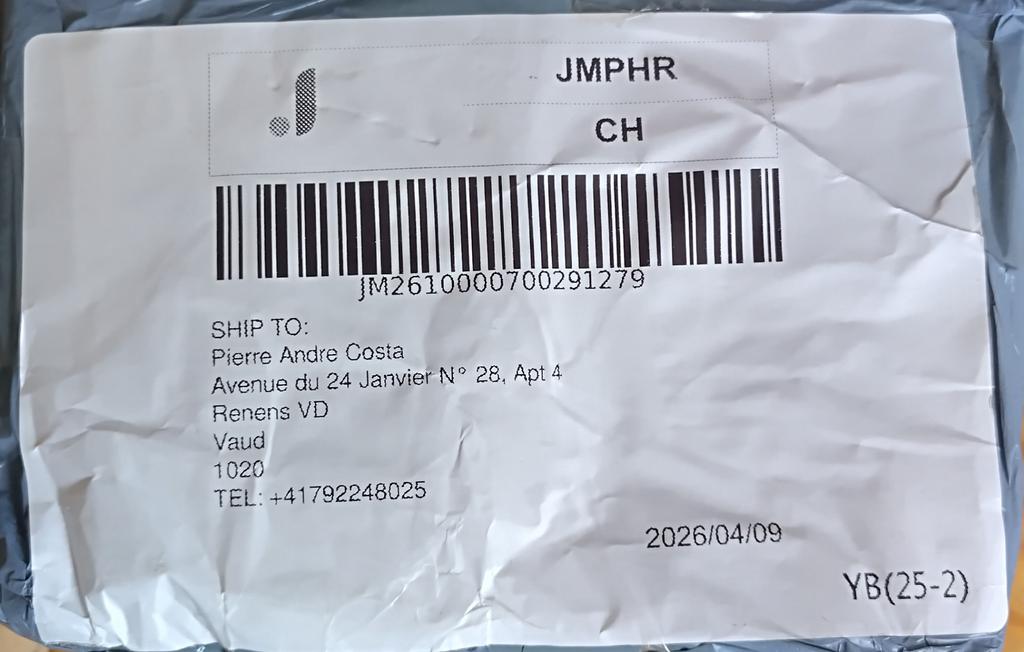 JMPHR
CH
JM2610000700291279
SHIP TO:
Pierre Andre Costa
Avenue du 24 Janvier N° 28, Apt 4
Renens VD
Vaud
1020
TEL: +41792248025
2026/04/09
YB(25-2)